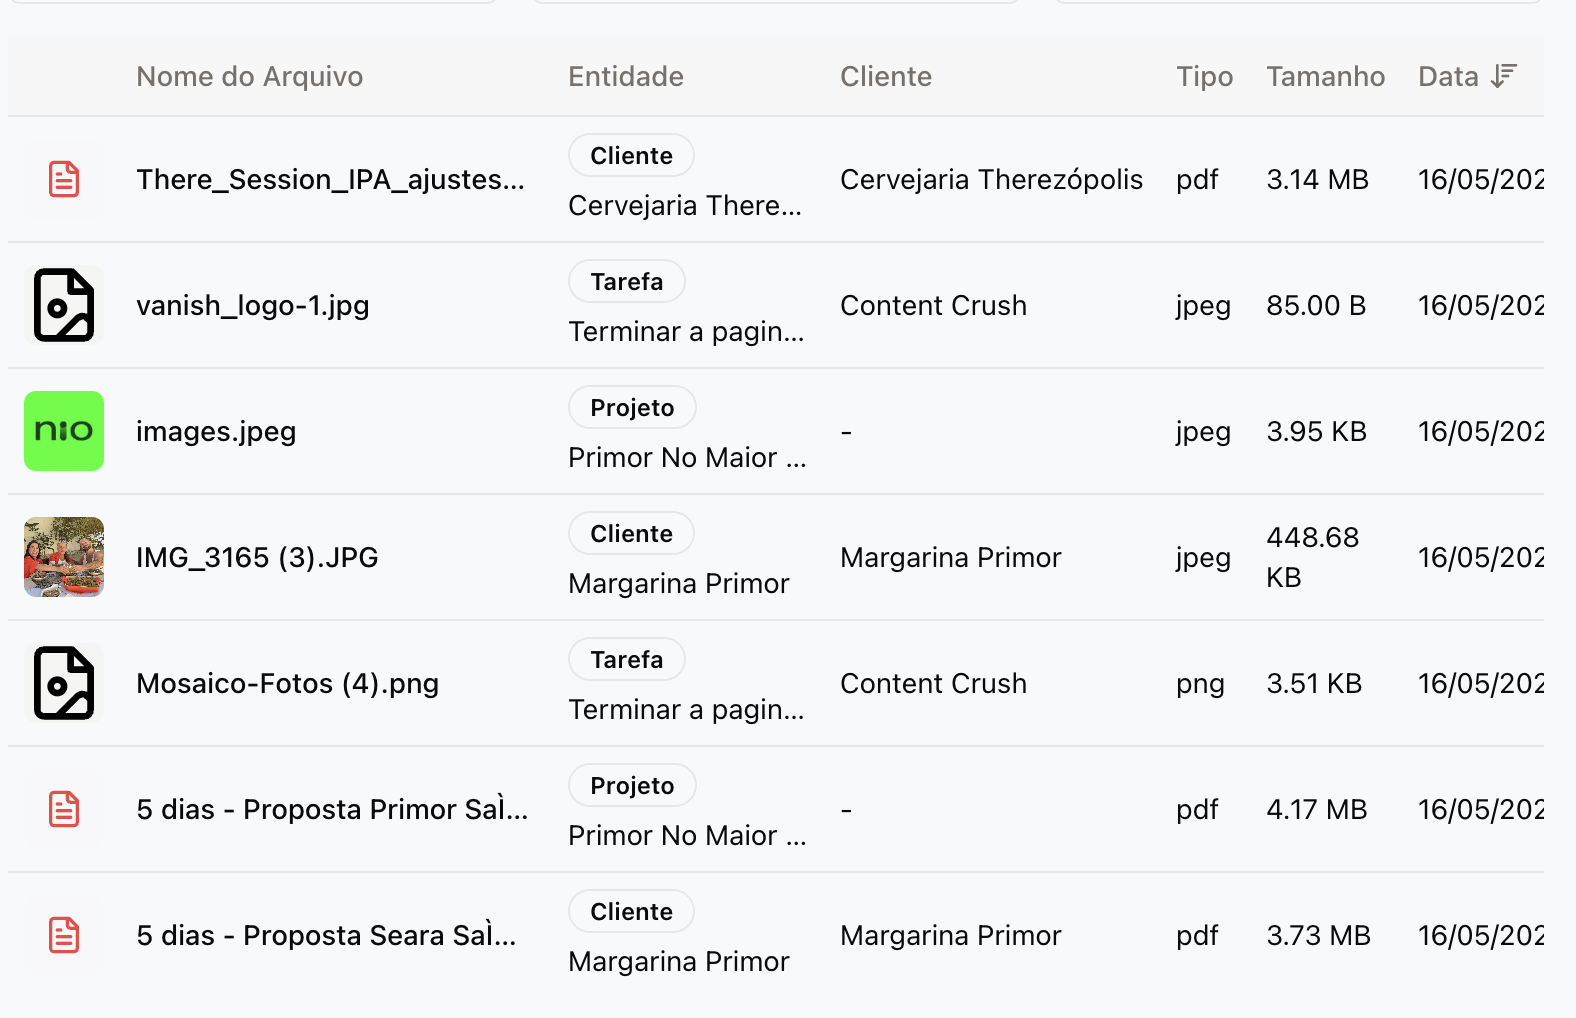 Nome do Arquivo Entidade Cliente Tipo Tamanho Data
There_Session_IPA_ajustes... Cliente Cervejaria There... Cervejaria Therezópolis pdf 3.14 MB 16/05/202
vanish_logo-1.jpg Tarefa Terminar a pagin... Content Crush jpeg 85.00 B 16/05/202
nio images.jpeg Projeto Primor No Maior ... - jpeg 3.95 KB 16/05/202
IMG_3165 (3).JPG Cliente Margarina Primor Margarina Primor jpeg 448.68 KB 16/05/202
Mosaico-Fotos (4).png Tarefa Terminar a pagin... Content Crush png 3.51 KB 16/05/202
5 dias - Proposta Primor SaÌ... Projeto Primor No Maior ... - pdf 4.17 MB 16/05/202
5 dias - Proposta Seara SaÌ... Cliente Margarina Primor Margarina Primor pdf 3.73 MB 16/05/202